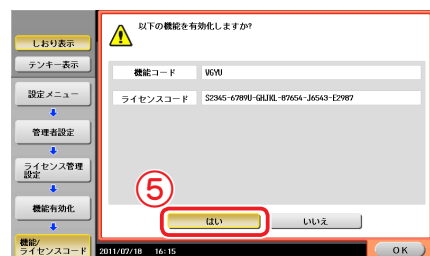 しおり表示
テンキー表示
設定メニュー
管理者設定
ライセンス管理
設定
機能有効化
機能/
ライセンスコード
以下の機能を有効化しますか?
機能コード VGYU
ライセンスコード S2345-6789U-GHJKL-87654-J6543-E2987
⑤
はい いいえ
2011/07/18 16:15
OK